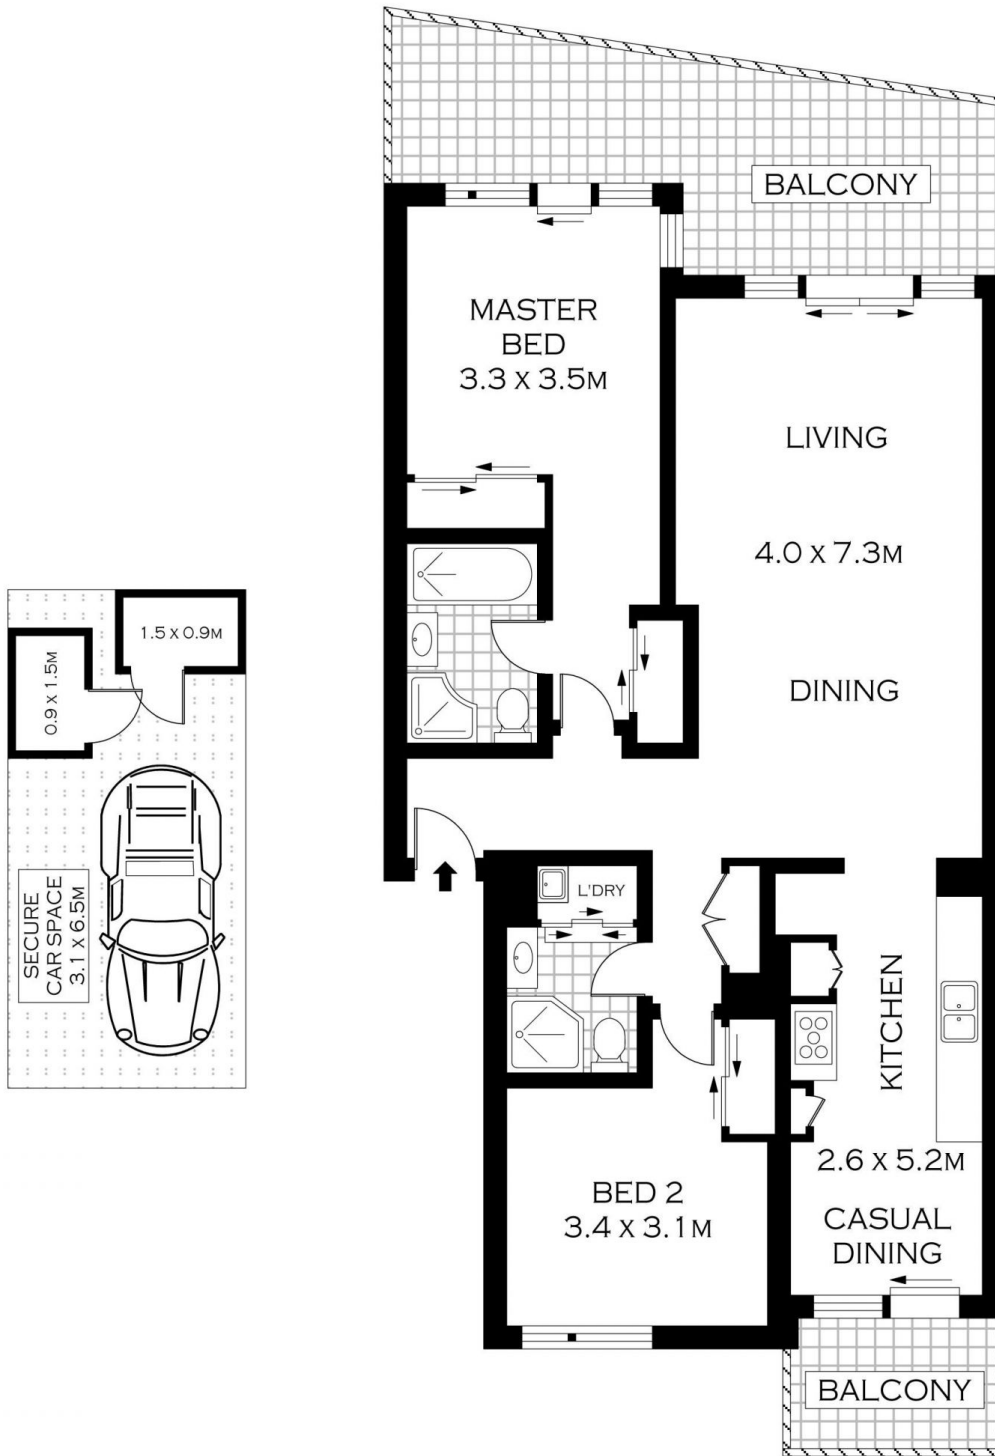 BALCONY
MASTER
BED
3.3 X 3.5M
LIVING
4.0 X 7.3M
DINING
1.5 X 0.9M
0.9 X 1.5M
SECURE
CAR SPACE
3.1 X 6.5M
L'DRY
KITCHEN
2.6 X 5.2M
CASUAL
DINING
BED 2
3.4 X 3.1M
BALCONY